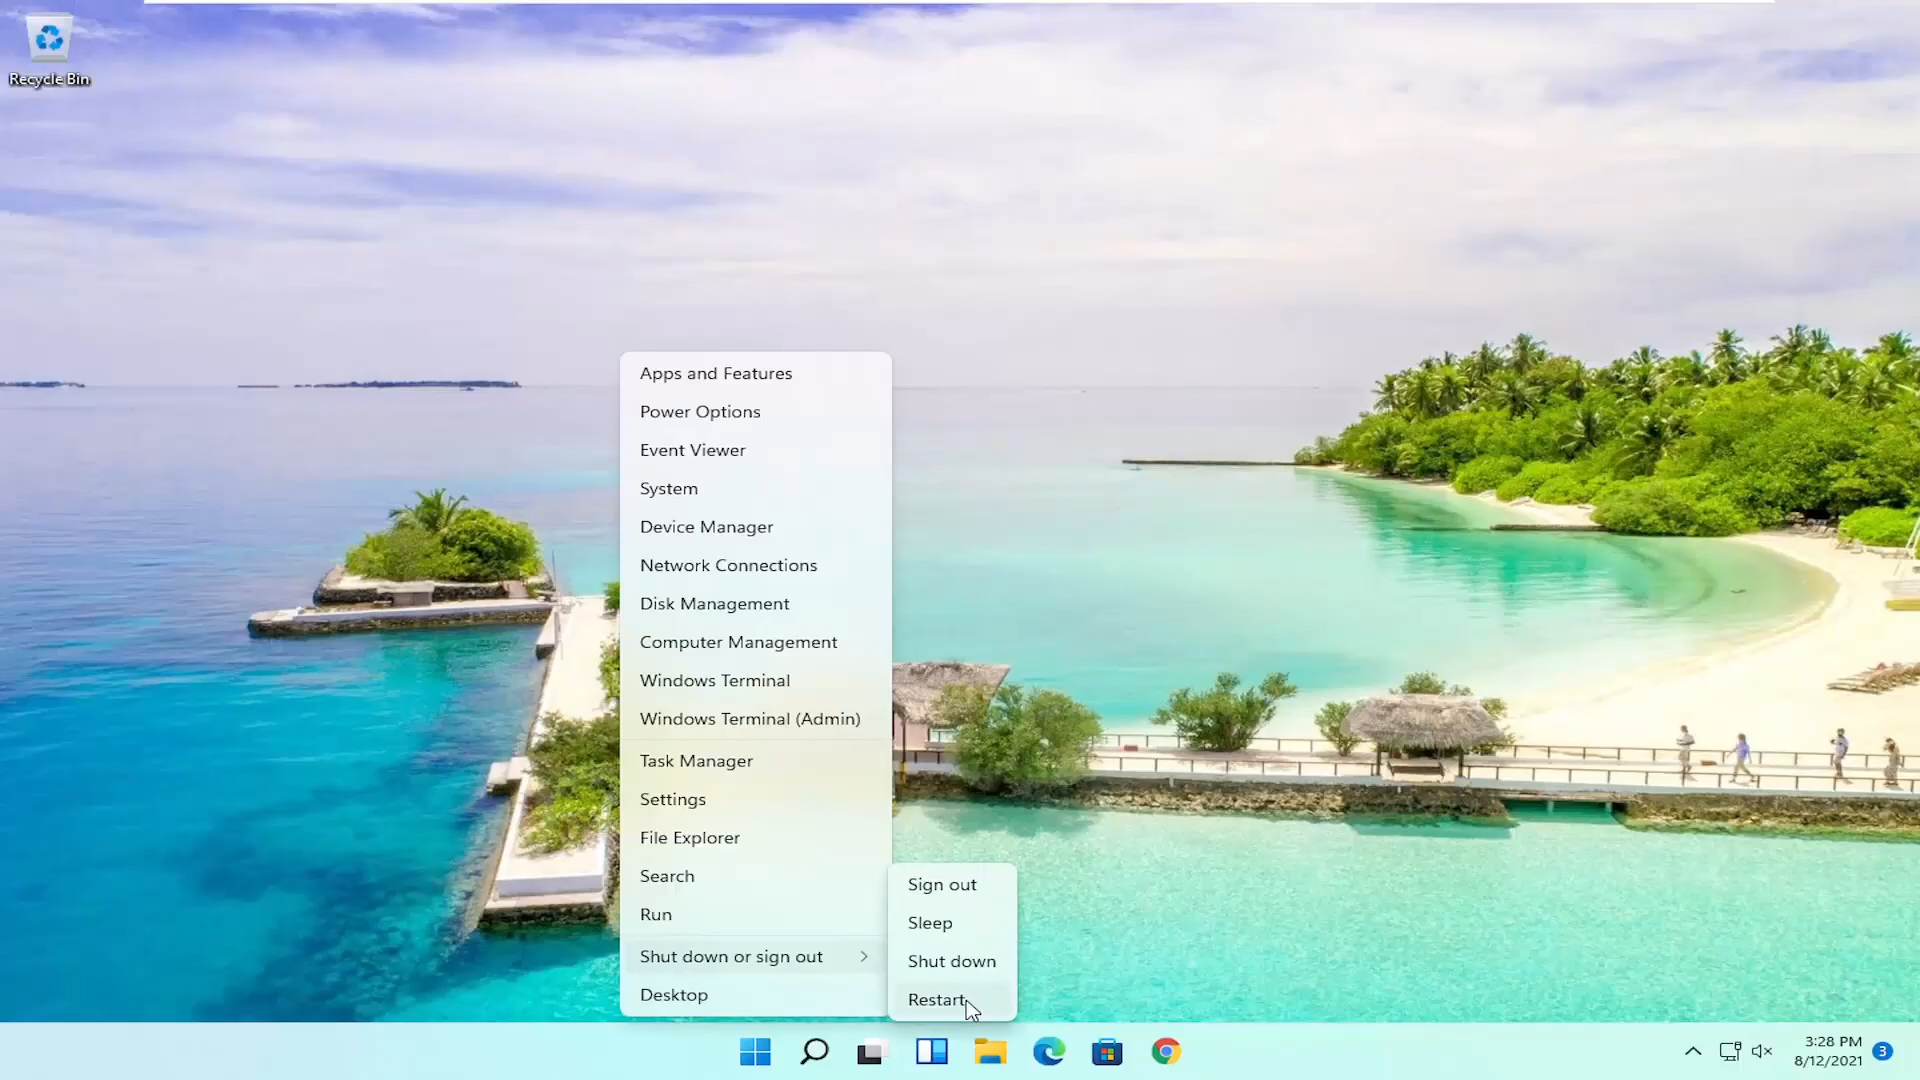 Recycle Bin
Apps and Features
Power Options
Event Viewer
System
Device Manager
Network Connections
Disk Management
Computer Management
Windows Terminal
Windows Terminal (Admin)
Task Manager
Settings
File Explorer
Search
Run
Shut down or sign out
Desktop
Sign out
Sleep
Shut down
Restart
3:28 PM
8/12/2021
3